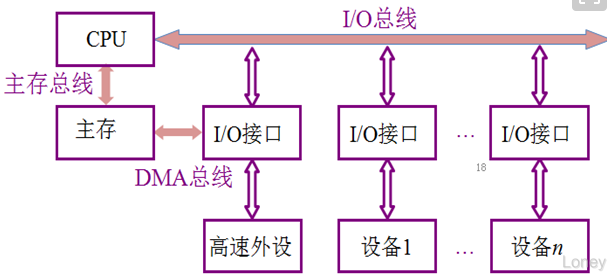 I/O总线
CPU
主存总线
主存
I/O接口
I/O接口
...
I/O接口
DMA总线
18
高速外设
设备1
...
设备n
Loney